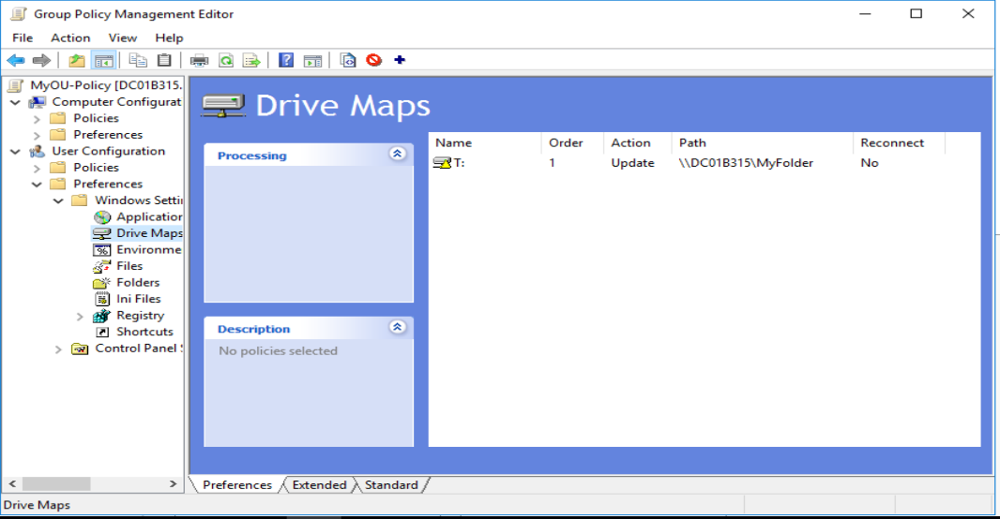 Group Policy Management Editor
File Action View Help
MyOU-Policy [DC01B315.
Computer Configurat
Policies
Preferences
User Configuration
Policies
Preferences
Windows Settin
Application
Drive Maps
Environme
Files
Folders
Ini Files
Registry
Shortcuts
Control Panel S
Drive Maps
Processing
Description
No policies selected
Name Order Action Path Reconnect
T: 1 Update \\DC01B315\MyFolder No
Preferences Extended Standard
Drive Maps